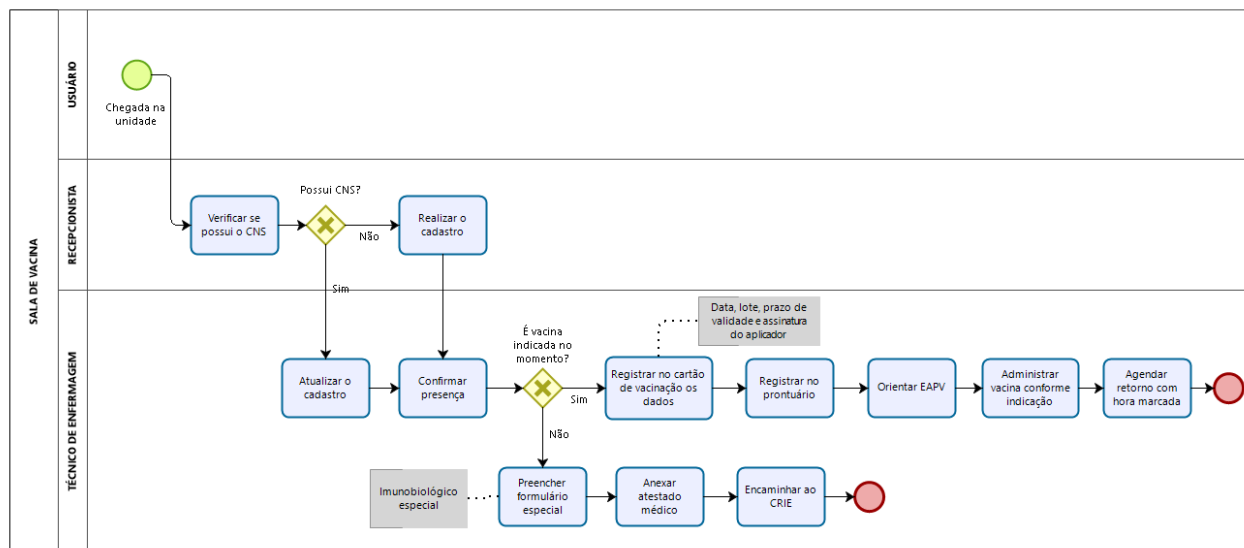 SALA DE VACINA
USUÁRIO
Chegada na
unidade
RECEPCIONISTA
Verificar se
possui o CNS
Possui CNS?
Não
Sim
Realizar o
cadastro
TÉCNICO DE ENFERMAGEM
Atualizar o
cadastro
Confirmar
presença
É vacina
indicada no
momento?
Sim
Não
Data, lote, prazo de
validade e assinatura
do aplicador
Registrar no cartão
de vacinação os
dados
Registrar no
prontuário
Orientar EAPV
Administrar
vacina conforme
indicação
Agendar
retorno com
hora marcada
Imunobiológico
especial
Preencher
formulário
especial
Anexar
atestado
médico
Encaminhar ao
CRIE